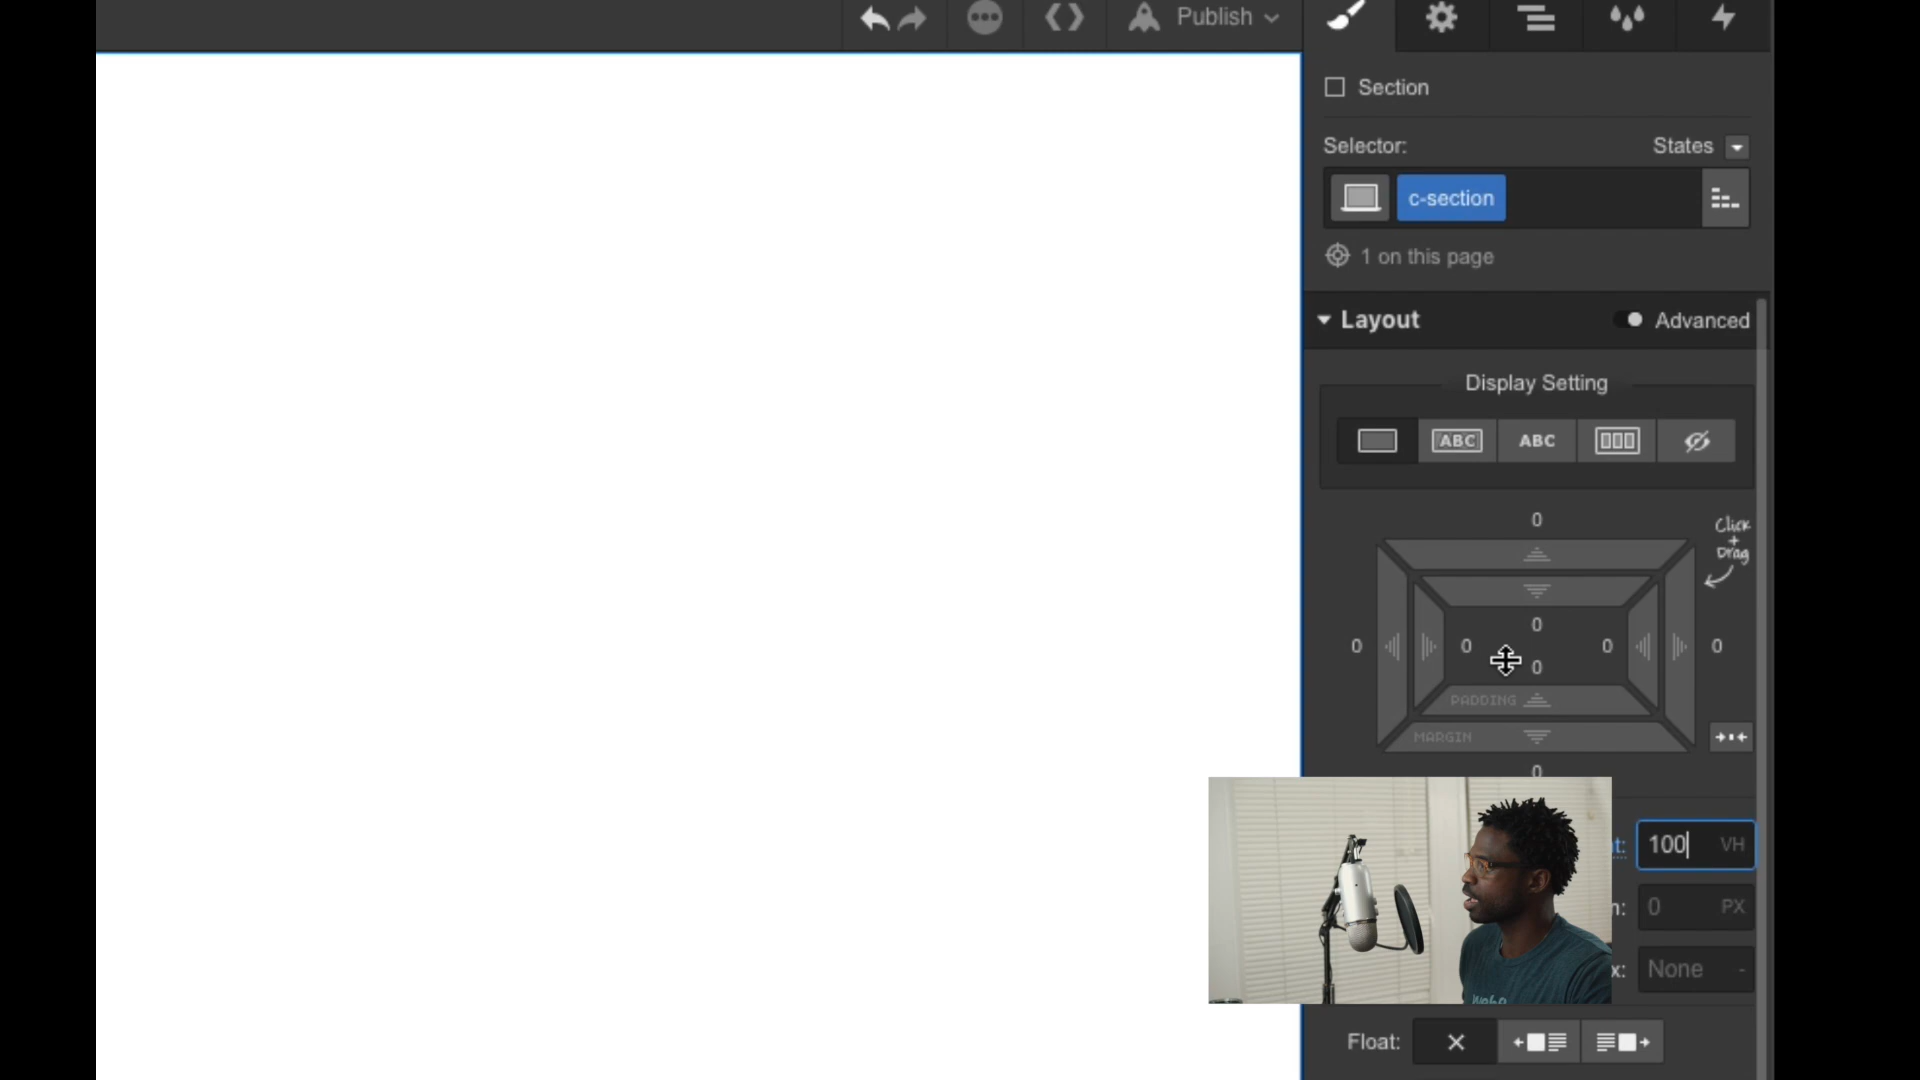 Publish
Section
Selector:
States
c-section
1 on this page
Layout
Advanced
Display Setting
ABC
ABC
0
Click
+
Drag
0
0
0
0
0
0
PADDING
MARGIN
0
t:
100
VH
n:
0
PX
x:
None
-
Float: